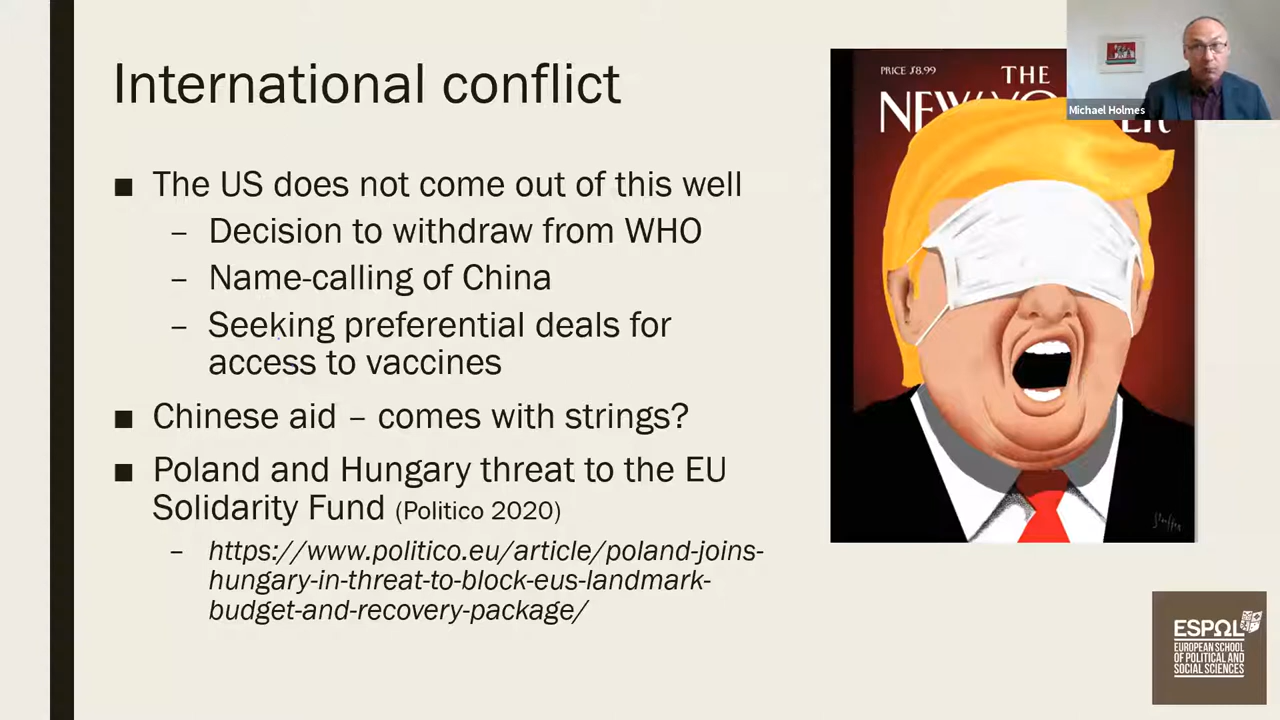 International conflict
■ The US does not come out of this well
– Decision to withdraw from WHO
– Name-calling of China
– Seeking preferential deals for
access to vaccines
■ Chinese aid – comes with strings?
■ Poland and Hungary threat to the EU
Solidarity Fund (Politico 2020)
– https://www.politico.eu/article/poland-joins-
hungary-in-threat-to-block-eus-landmark-
budget-and-recovery-package/
PRICE $8.99
THE
NEW YO ER
Michael Holmes
ESPΩL
EUROPEAN SCHOOL
OF POLITICAL AND
SOCIAL SCIENCES